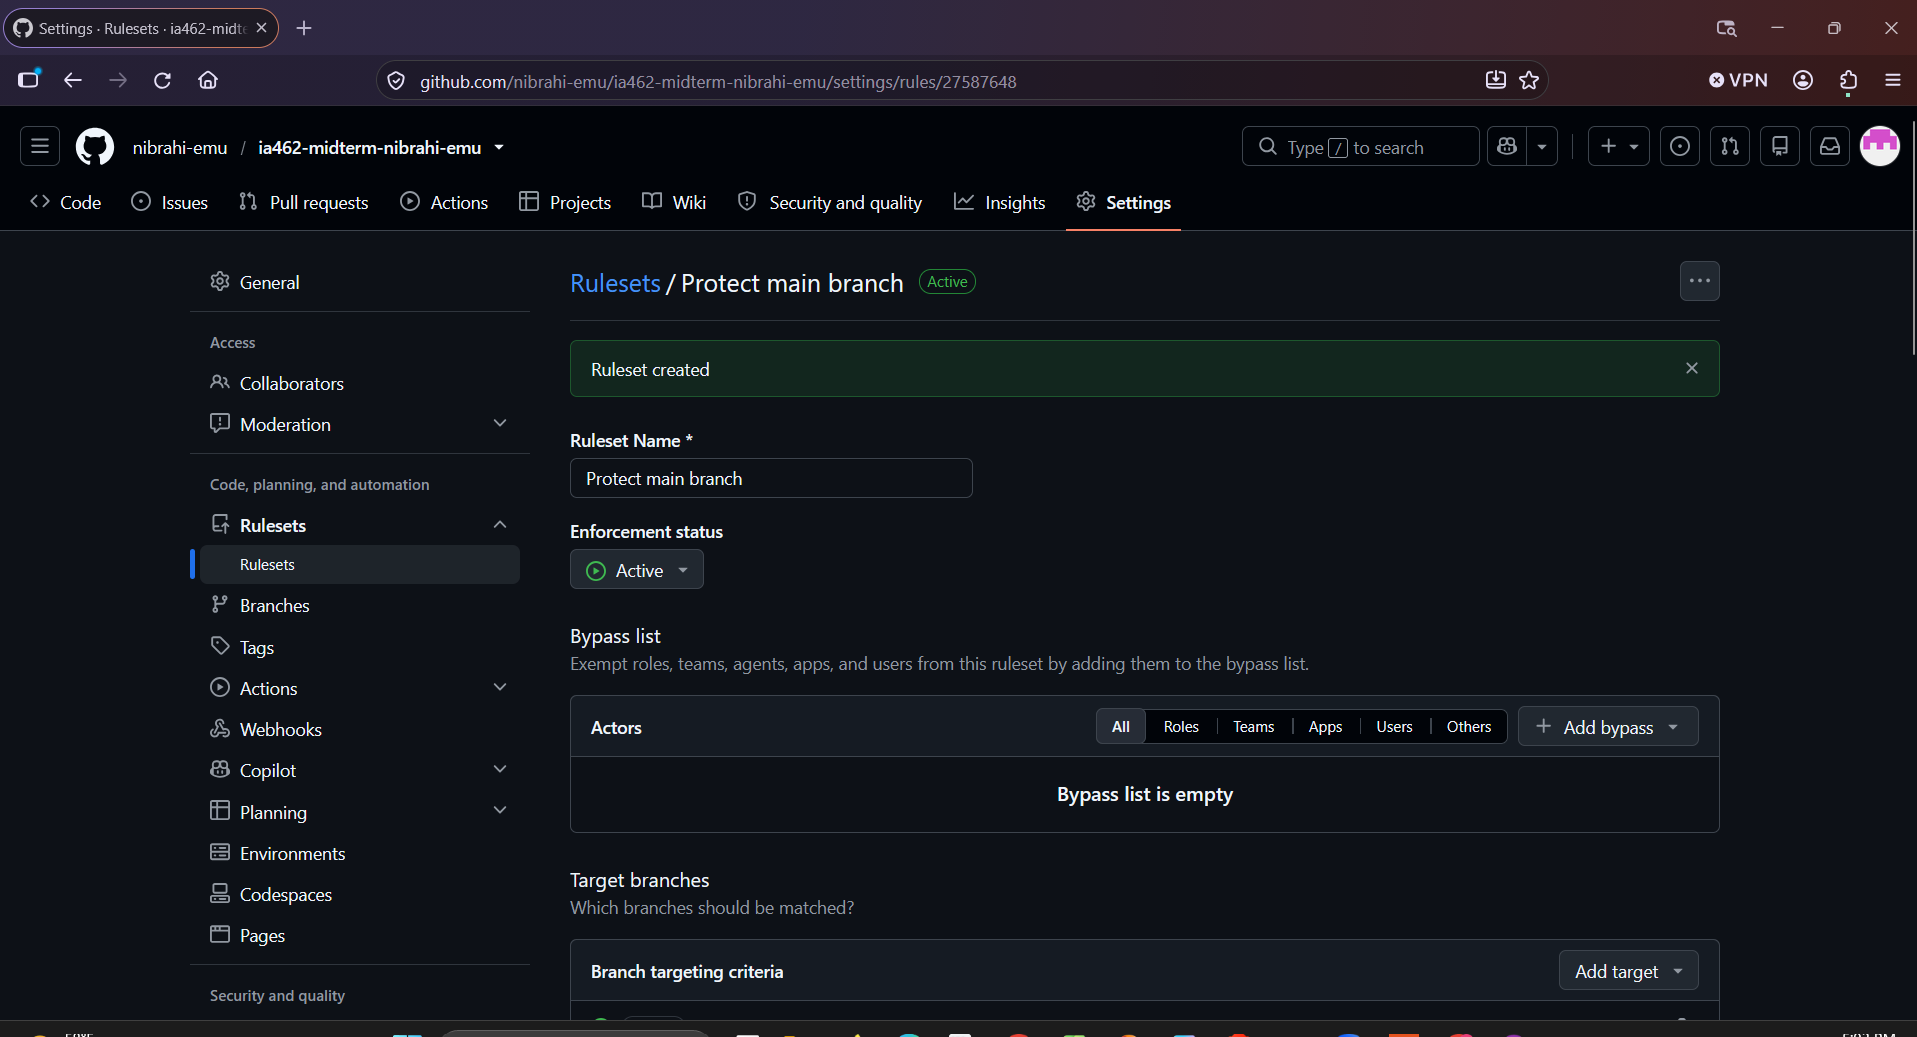 Settings · Rulesets · ia462-midte
github.com/nibrahi-emu/ia462-midterm-nibrahi-emu/settings/rules/27587648
VPN
nibrahi-emu / ia462-midterm-nibrahi-emu
Type / to search
Code
Issues
Pull requests
Actions
Projects
Wiki
Security and quality
Insights
Settings
General
Access
Collaborators
Moderation
Code, planning, and automation
Rulesets
Rulesets
Branches
Tags
Actions
Webhooks
Copilot
Planning
Environments
Codespaces
Pages
Security and quality
Rulesets / Protect main branch Active
Ruleset created
Ruleset Name *
Protect main branch
Enforcement status
Active
Bypass list
Exempt roles, teams, agents, apps, and users from this ruleset by adding them to the bypass list.
Actors
All Roles Teams Apps Users Others
Add bypass
Bypass list is empty
Target branches
Which branches should be matched?
Branch targeting criteria
Add target